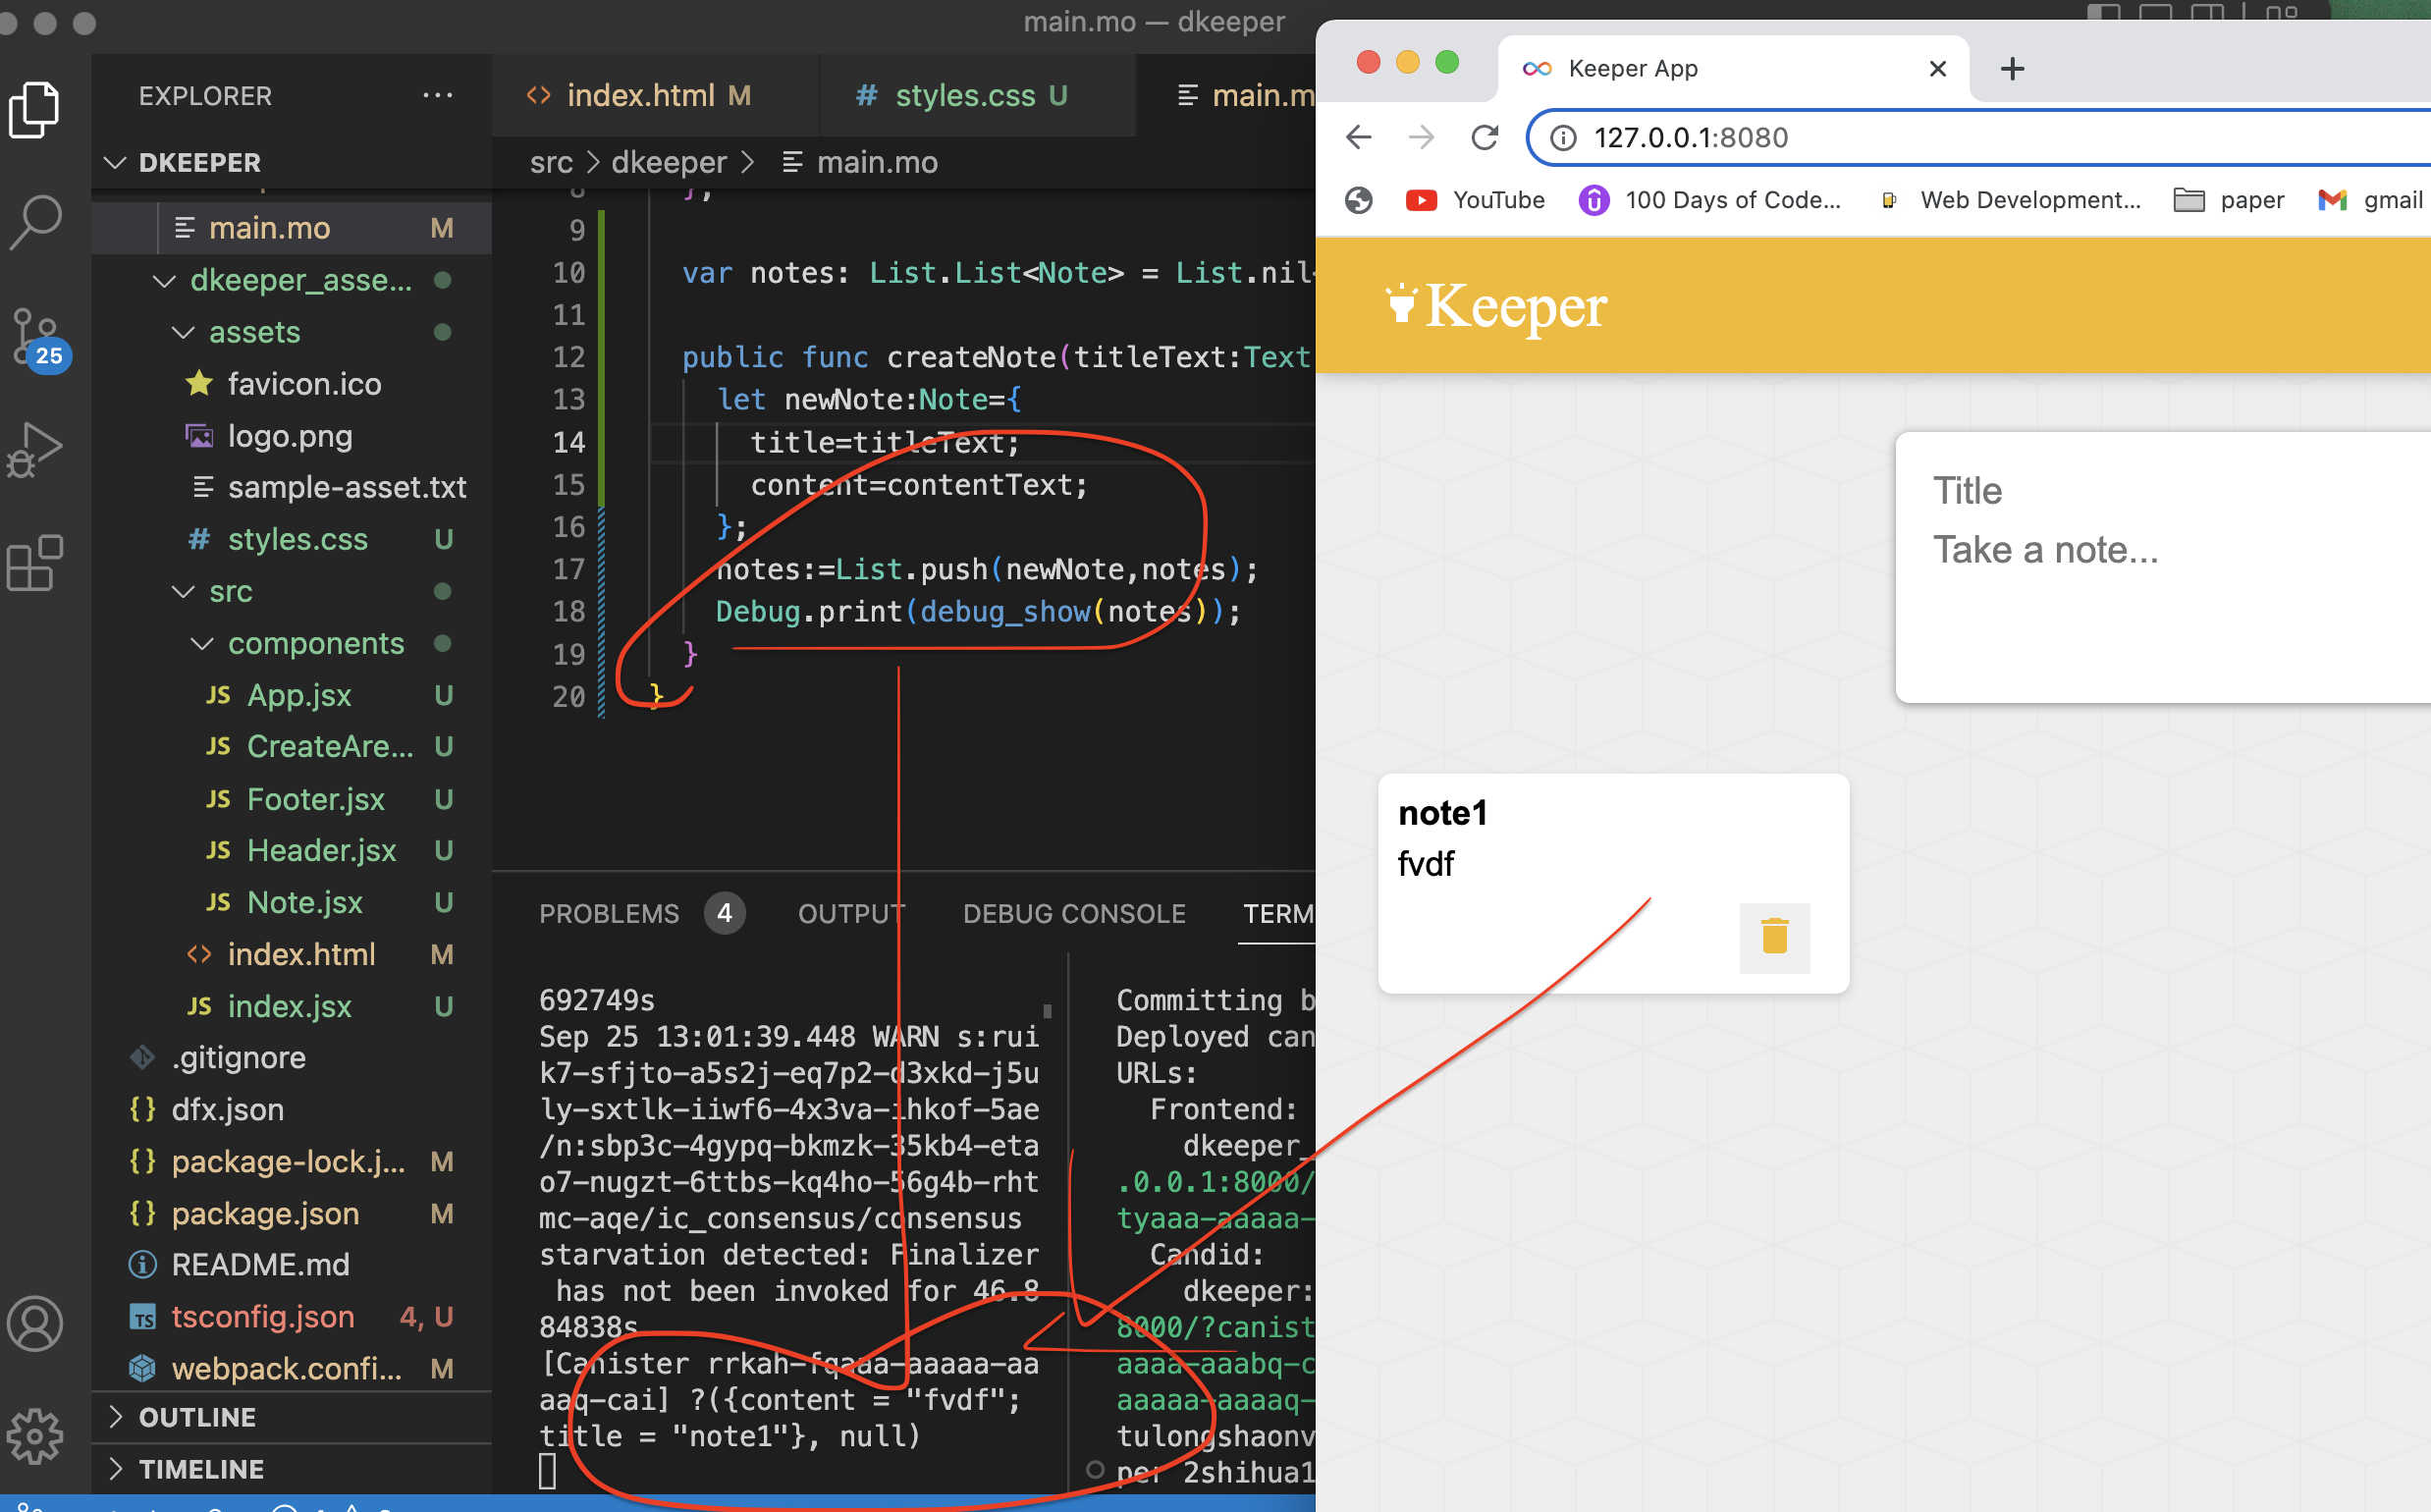 main.mo — dkeeper
EXPLORER
DKEEPER
main.mo M
dkeeper_asse...
assets
favicon.ico
logo.png
sample-asset.txt
styles.css U
src
components
App.jsx U
CreateAre... U
Footer.jsx U
Header.jsx U
Note.jsx U
index.html M
index.jsx U
.gitignore
dfx.json
package-lock.j... M
package.json M
README.md
tsconfig.json 4, U
webpack.confi... M
OUTLINE
TIMELINE
25
index.html M
styles.css U
main.m
src > dkeeper > main.mo
8 };
9
10 var notes: List.List<Note> = List.nil<
11
12 public func createNote(titleText:Text
13 let newNote:Note={
14 title=titleText;
15 content=contentText;
16 };
17 notes:=List.push(newNote,notes);
18 Debug.print(debug_show(notes));
19 }
20 }
PROBLEMS 4 OUTPUT DEBUG CONSOLE TERM
692749s
Sep 25 13:01:39.448 WARN s:rui
k7-sfjto-a5s2j-eq7p2-d3xkd-j5u
ly-sxtlk-iiwf6-4x3va-ihkof-5ae
/n:sbp3c-4gypq-bkmzk-35kb4-eta
o7-nugzt-6ttbs-kq4ho-56g4b-rht
mc-aqe/ic_consensus/consensus
starvation detected: Finalizer
has not been invoked for 46.8
84838s
[Canister rrkah-fqaaa-aaaaa-aa
aaq-cai] ?({content = "fvdf";
title = "note1"}, null)
Committing b
Deployed can
URLs:
Frontend:
dkeeper_
.0.0.1:8000/
tyaaa-aaaaa-
Candid:
dkeeper:
8000/?canist
aaaa-aaabq-c
aaaaa-aaaaq-
tulongshaonv
per 2shihua1
Keeper App
127.0.0.1:8080
YouTube 100 Days of Code... Web Development... paper gmail
Keeper
Title
Take a note...
note1
fvdf